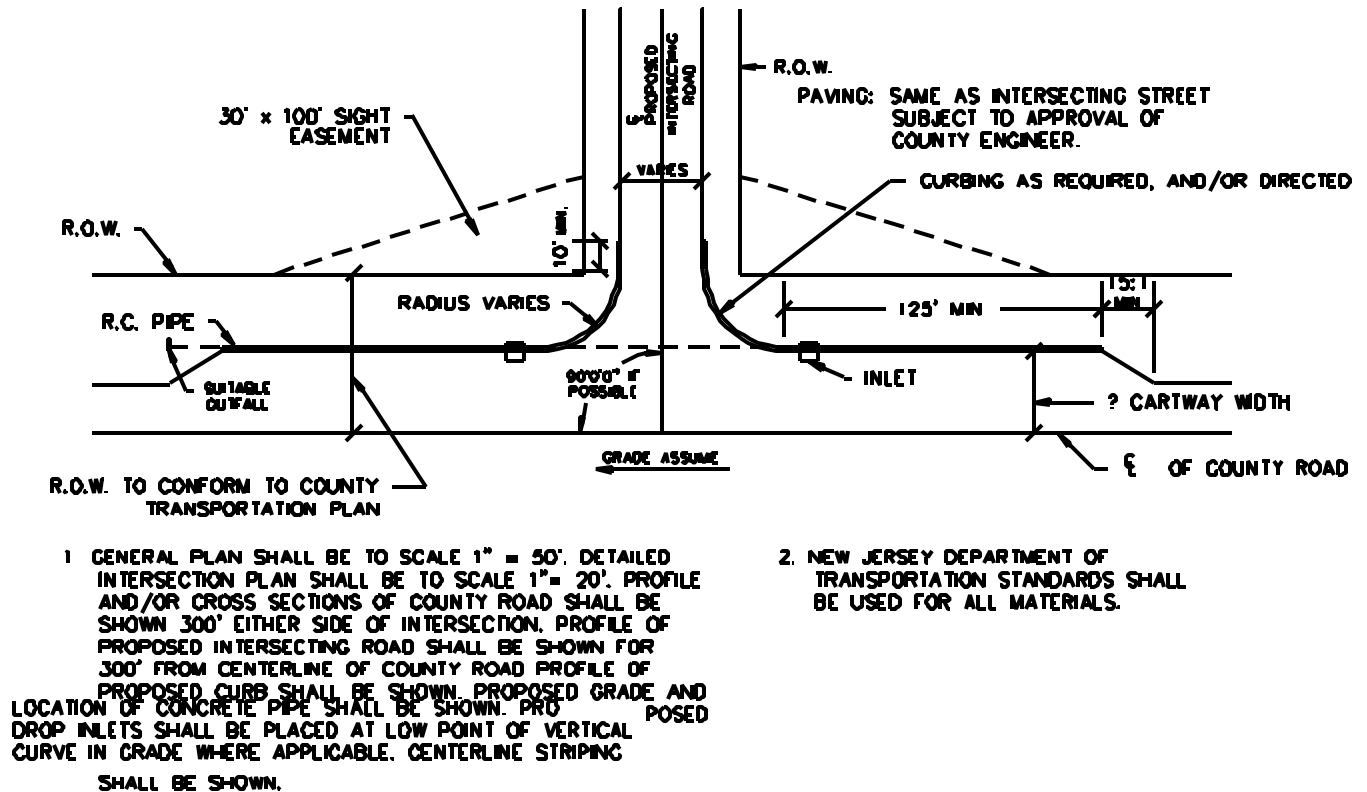 ℄ PROPOSED
INTERSECTING
ROAD
R.O.W.
PAVING: SAME AS INTERSECTING STREET
SUBJECT TO APPROVAL OF
COUNTY ENGINEER.
30' x 100' SIGHT
EASEMENT
VARIES
CURBING AS REQUIRED, AND/OR DIRECTED
R.O.W.
10' MIN.
15'
MIN
RADIUS VARIES
125' MIN
R.C. PIPE
SUITABLE
OUTFALL
90°0'0" IF
POSSIBLE
INLET
? CARTWAY WIDTH
GRADE ASSUME
℄ OF COUNTY ROAD
R.O.W. TO CONFORM TO COUNTY
TRANSPORTATION PLAN
1 GENERAL PLAN SHALL BE TO SCALE 1" = 50'. DETAILED
INTERSECTION PLAN SHALL BE TO SCALE 1"= 20'. PROFILE
AND/OR CROSS SECTIONS OF COUNTY ROAD SHALL BE
SHOWN 300' EITHER SIDE OF INTERSECTION. PROFILE OF
PROPOSED INTERSECTING ROAD SHALL BE SHOWN FOR
300' FROM CENTERLINE OF COUNTY ROAD PROFILE OF
PROPOSED CURB SHALL BE SHOWN. PROPOSED GRADE AND
LOCATION OF CONCRETE PIPE SHALL BE SHOWN. PRO POSED
DROP INLETS SHALL BE PLACED AT LOW POINT OF VERTICAL
CURVE IN GRADE WHERE APPLICABLE. CENTERLINE STRIPING
SHALL BE SHOWN.
2. NEW JERSEY DEPARTMENT OF
TRANSPORTATION STANDARDS SHALL
BE USED FOR ALL MATERIALS.